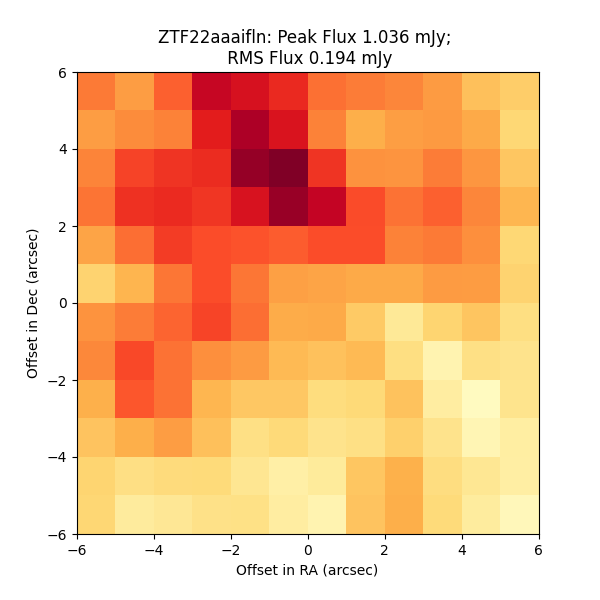 ZTF22aaaifln: Peak Flux 1.036 mJy;
RMS Flux 0.194 mJy
6
4
2
0
−2
−4
−6
Offset in Dec (arcsec)
−6 −4 −2 0 2 4 6
Offset in RA (arcsec)